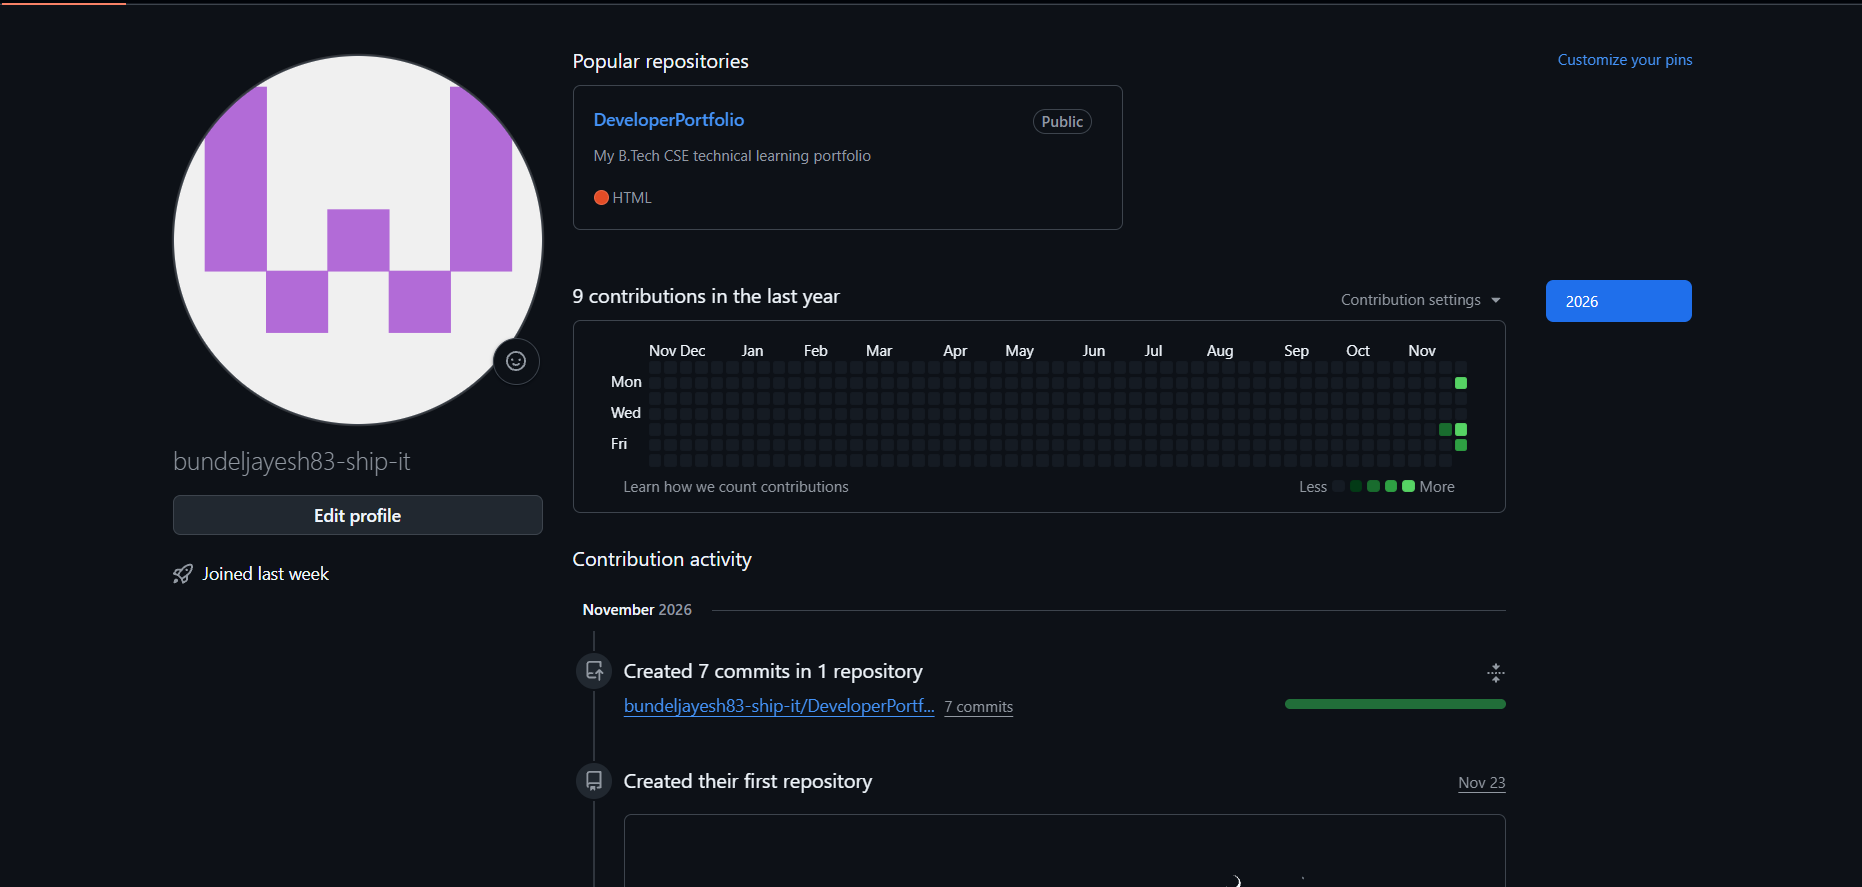 Popular repositories
Customize your pins
DeveloperPortfolio
Public
My B.Tech CSE technical learning portfolio
HTML
bundeljayesh83-ship-it
Edit profile
Joined last week
9 contributions in the last year
Contribution settings
2026
Nov Dec Jan Feb Mar Apr May Jun Jul Aug Sep Oct Nov
Mon
Wed
Fri
Learn how we count contributions
Less More
Contribution activity
November 2026
Created 7 commits in 1 repository
bundeljayesh83-ship-it/DeveloperPortf... 7 commits
Created their first repository
Nov 23